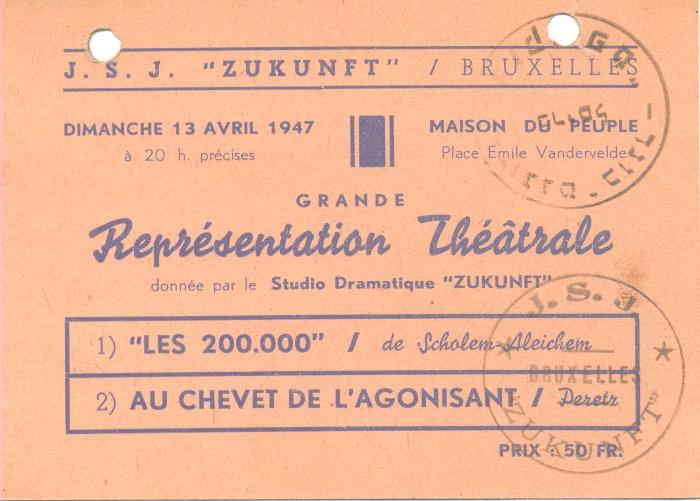 J. S. J. "ZUKUNFT" / BRUXELLES
DIMANCHE 13 AVRIL 1947
à 20 h. précises
MAISON DU PEUPLE
Place Emile Vandervelde
GRANDE
Représentation Théâtrale
donnée par le Studio Dramatique "ZUKUNFT"
1) "LES 200.000" / de Scholem-Aleichem
2) AU CHEVET DE L'AGONISANT / Peretz
PRIX : 50 FR.
J. S. J.
BRUXELLES
"ZUKUNFT"